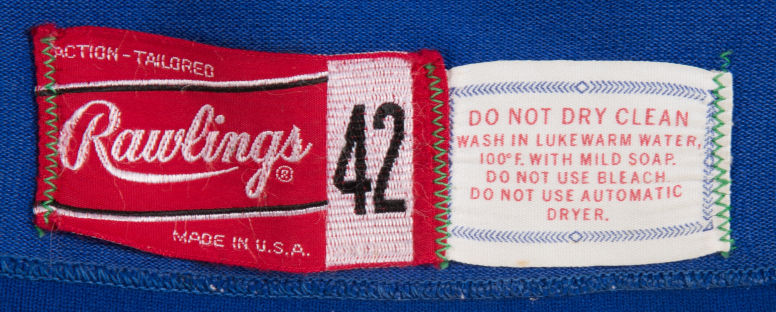 ACTION-TAILORED
Rawlings®
MADE IN U.S.A.
42
DO NOT DRY CLEAN
WASH IN LUKEWARM WATER,
100°F. WITH MILD SOAP.
DO NOT USE BLEACH.
DO NOT USE AUTOMATIC
DRYER.